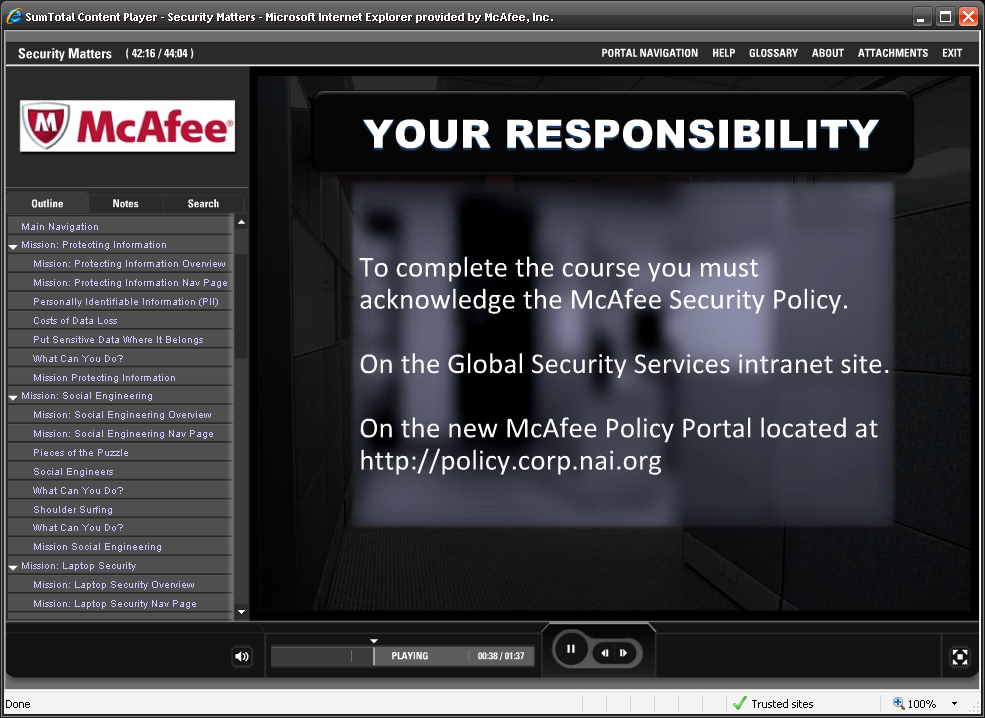 SumTotal Content Player - Security Matters - Microsoft Internet Explorer provided by McAfee, Inc.
Security Matters ( 42:16 / 44:04 )
PORTAL NAVIGATION HELP GLOSSARY ABOUT ATTACHMENTS EXIT
McAfee®
Outline Notes Search
Main Navigation
Mission: Protecting Information
Mission: Protecting Information Overview
Mission: Protecting Information Nav Page
Personally Identifiable Information (PII)
Costs of Data Loss
Put Sensitive Data Where It Belongs
What Can You Do?
Mission Protecting Information
Mission: Social Engineering
Mission: Social Engineering Overview
Mission: Social Engineering Nav Page
Pieces of the Puzzle
Social Engineers
What Can You Do?
Shoulder Surfing
What Can You Do?
Mission Social Engineering
Mission: Laptop Security
Mission: Laptop Security Overview
Mission: Laptop Security Nav Page
YOUR RESPONSIBILITY
To complete the course you must
acknowledge the McAfee Security Policy.
On the Global Security Services intranet site.
On the new McAfee Policy Portal located at
http://policy.corp.nai.org
PLAYING 00:38 / 01:37
Done
Trusted sites
100%